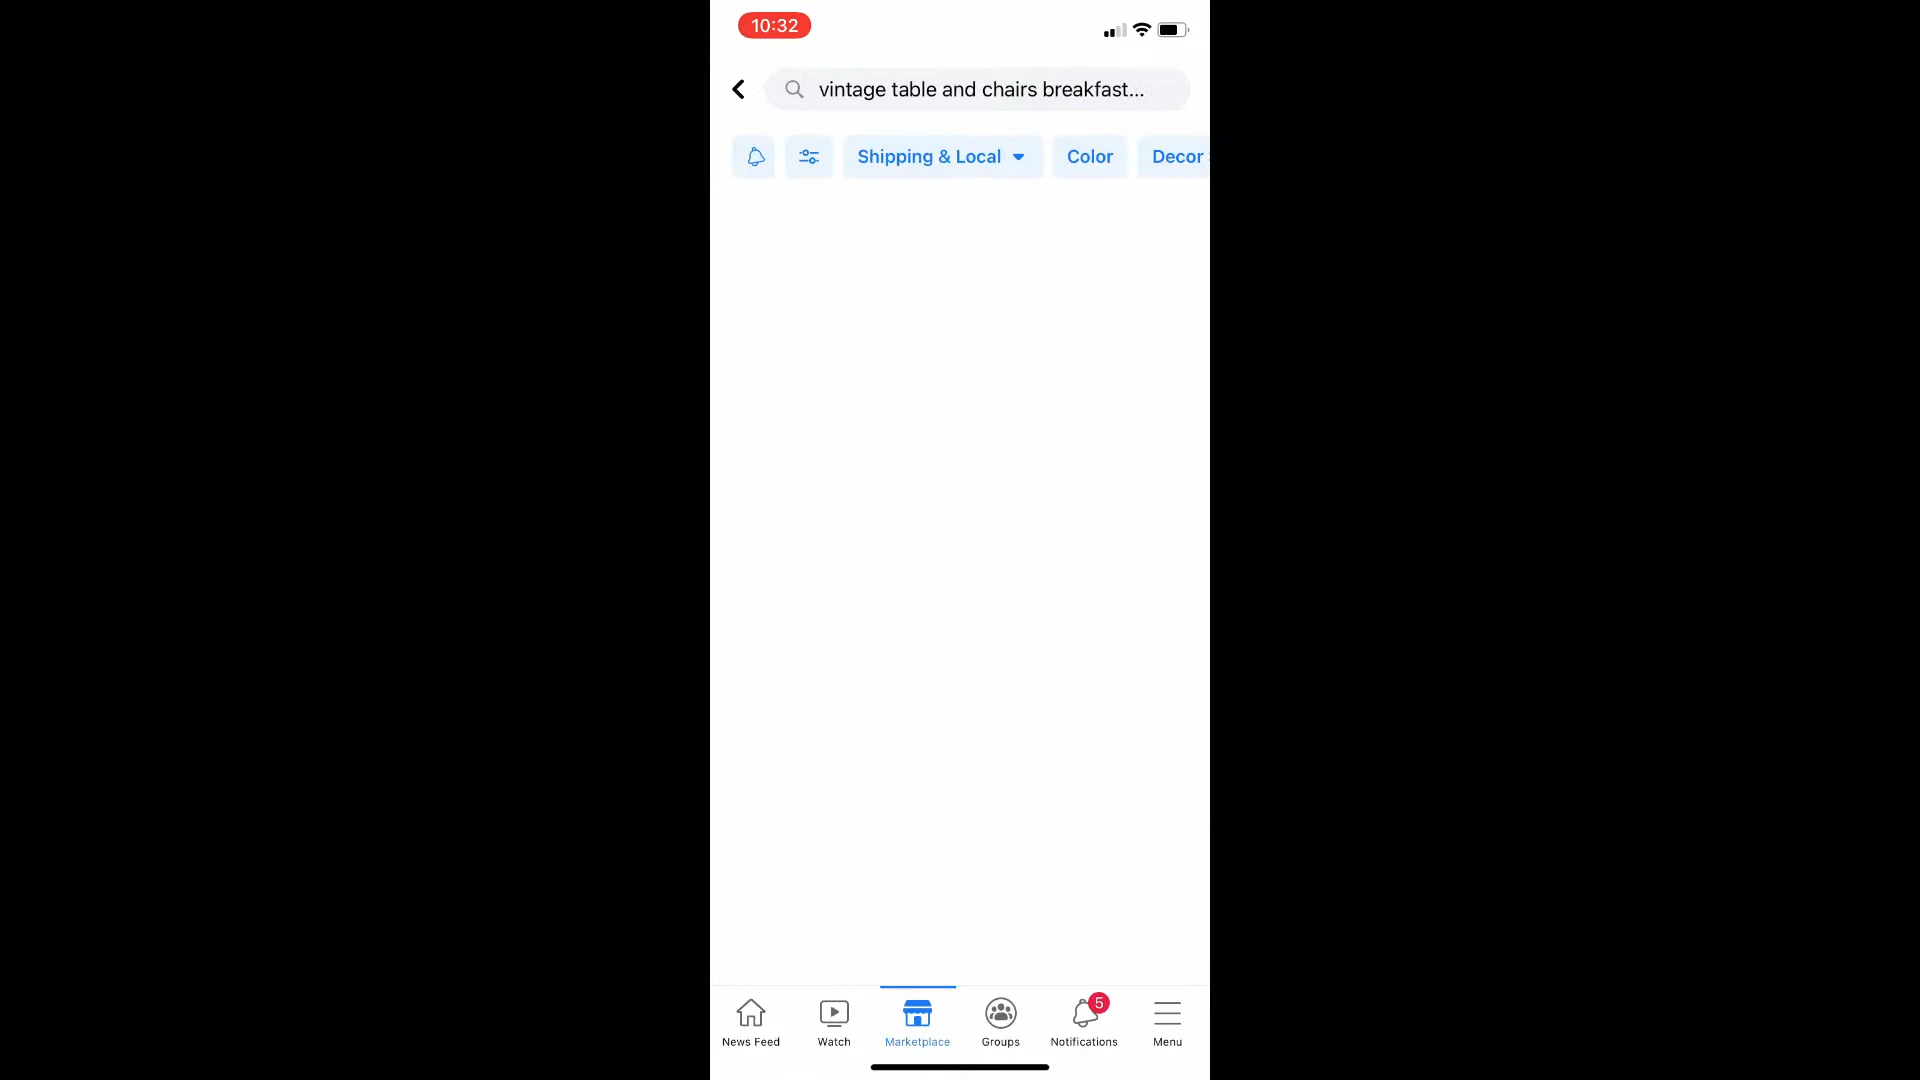 10:32
vintage table and chairs breakfast...
Shipping & Local
Color
Decor
5
News Feed
Watch
Marketplace
Groups
Notifications
Menu